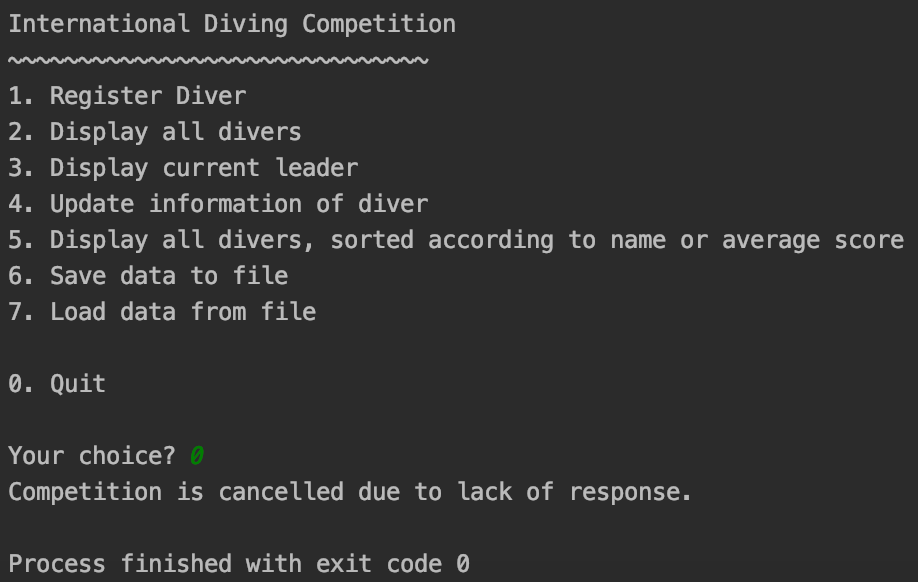 International Diving Competition
~~~~~~~~~~~~~~~~~~~~~~~~~~~~~~
1. Register Diver
2. Display all divers
3. Display current leader
4. Update information of diver
5. Display all divers, sorted according to name or average score
6. Save data to file
7. Load data from file
0. Quit
Your choice? 0
Competition is cancelled due to lack of response.
Process finished with exit code 0